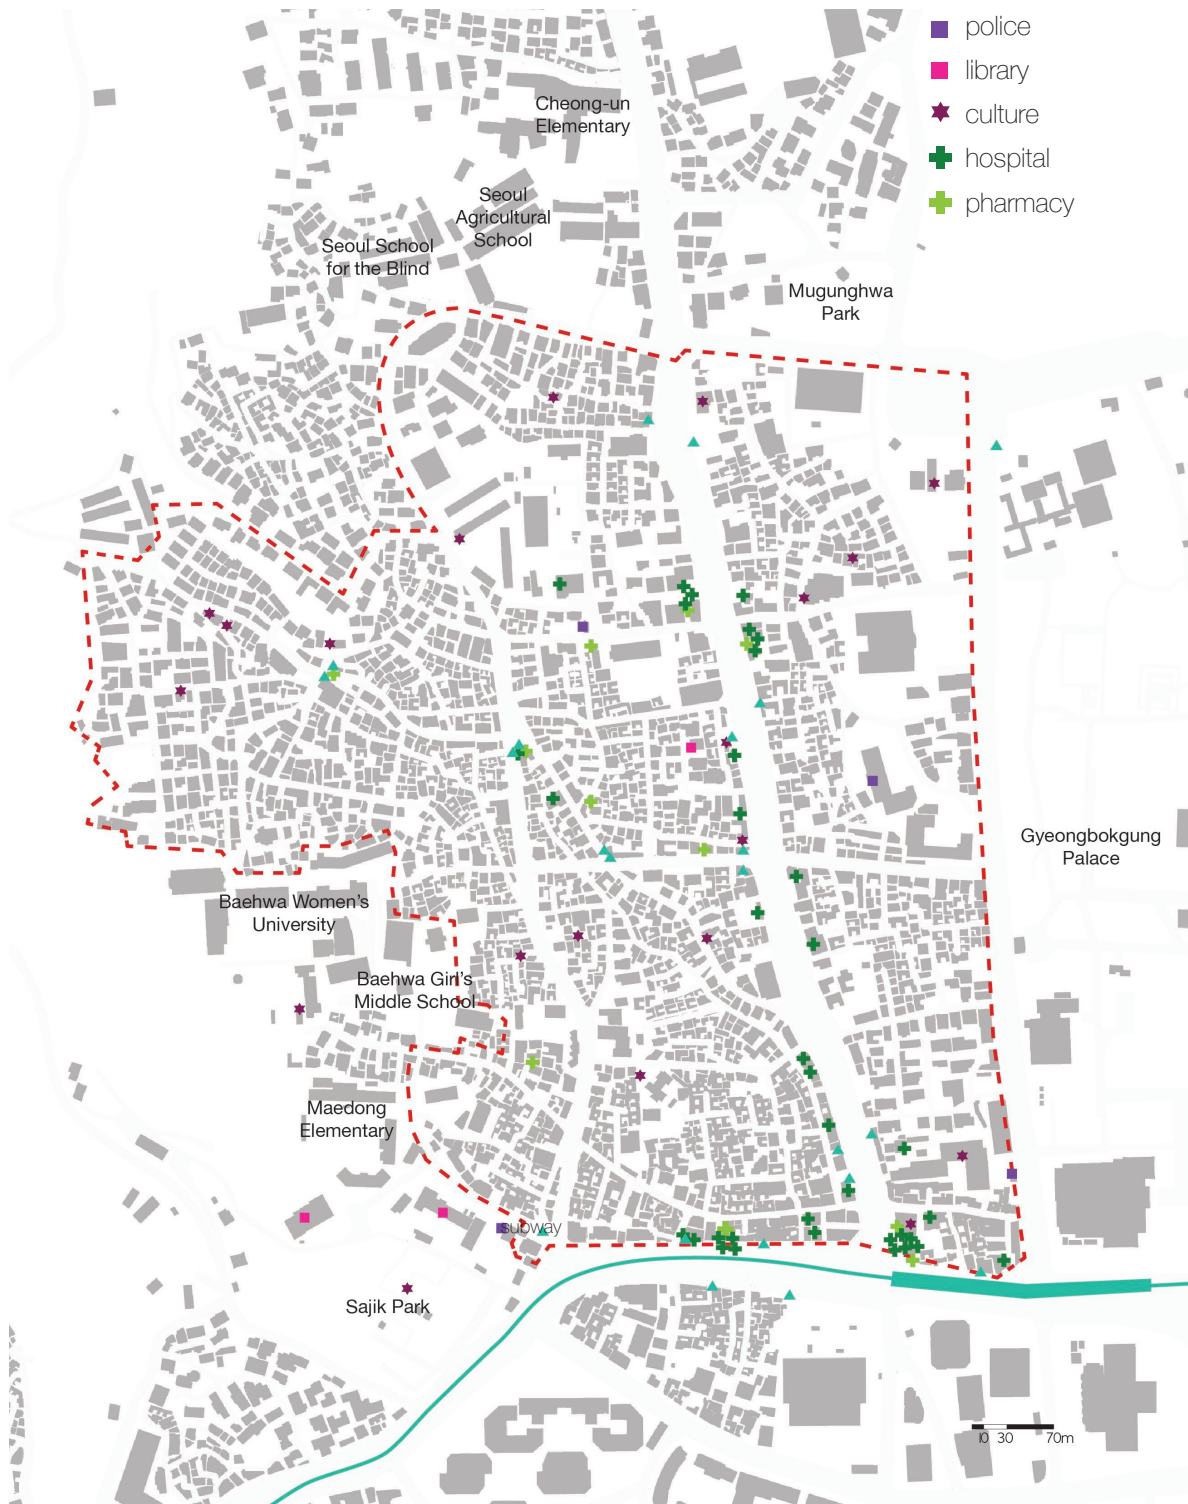 police
library
culture
hospital
pharmacy
Cheong-un
Elementary
Seoul
Agricultural
School
Seoul School
for the Blind
Mugunghwa
Park
Gyeongbokgung
Palace
Baehwa Women's
University
Baehwa Girl's
Middle School
Maedong
Elementary
subway
Sajik Park
10 30 70m